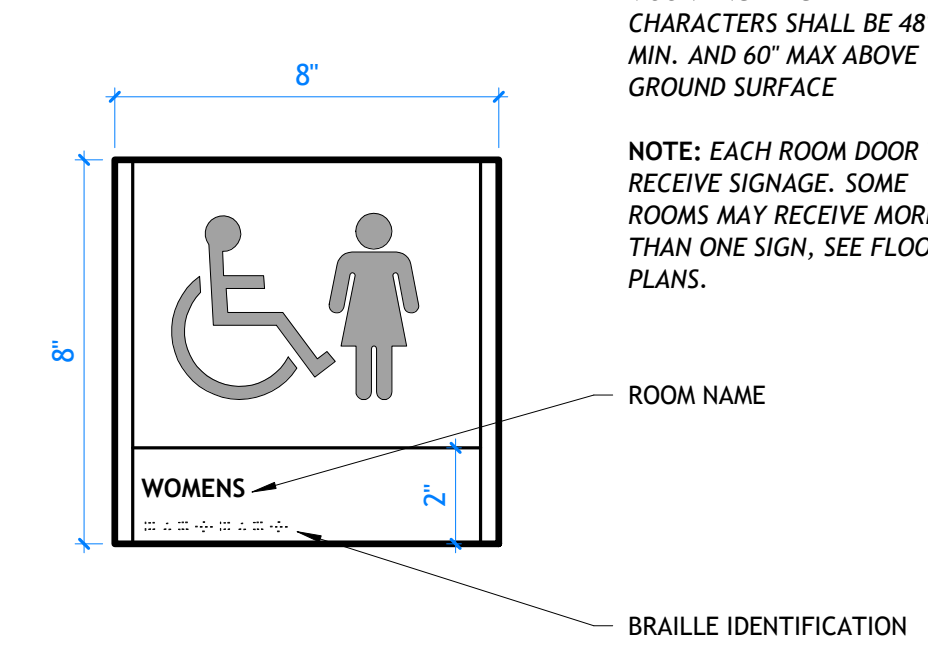 CHARACTERS SHALL BE 48"
MIN. AND 60" MAX ABOVE
GROUND SURFACE
NOTE: EACH ROOM DOOR
RECEIVE SIGNAGE. SOME
ROOMS MAY RECEIVE MORE
THAN ONE SIGN, SEE FLOO
PLANS.
8"
8"
ROOM NAME
WOMENS
2"
BRAILLE IDENTIFICATION